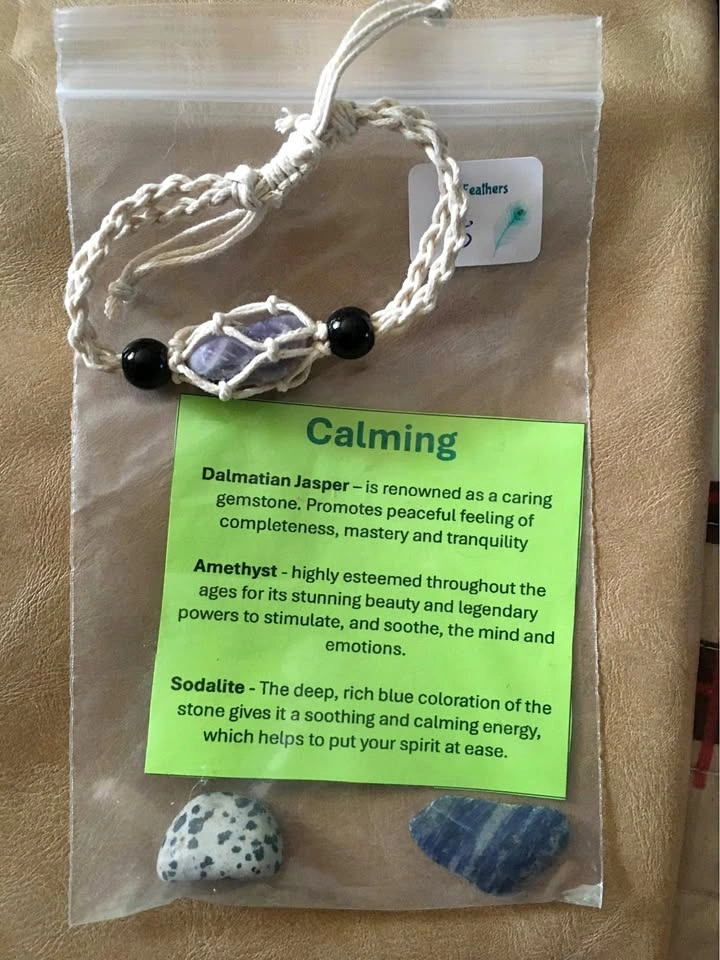 Feathers
Calming
Dalmatian Jasper – is renowned as a caring
gemstone. Promotes peaceful feeling of
completeness, mastery and tranquility
Amethyst - highly esteemed throughout the
ages for its stunning beauty and legendary
powers to stimulate, and soothe, the mind and
emotions.
Sodalite - The deep, rich blue coloration of the
stone gives it a soothing and calming energy,
which helps to put your spirit at ease.